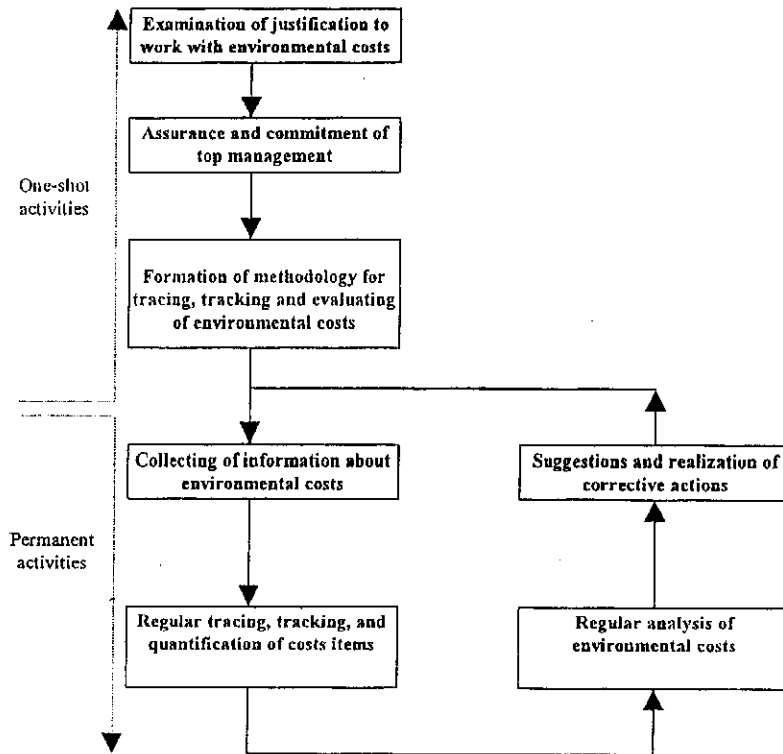 Examination of justification to
work with environmental costs
Assurance and commitment of
top management
One-shot
activities
Formation of methodology for
tracing, tracking and evaluating
of environmental costs
Collecting of information about
environmental costs
Suggestions and realization of
corrective actions
Permanent
activities
Regular tracing, tracking, and
quantification of costs items
Regular analysis of
environmental costs